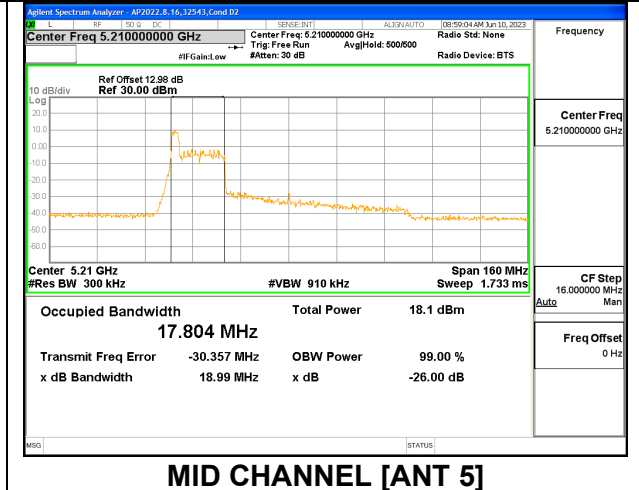 Agilent Spectrum Analyzer - AP2022.8.16,32543,Cond D2
L RF 50 Ω DC SENSE:INT ALIGN AUTO 08:59:04 AM Jun 10, 2023
Center Freq 5.210000000 GHz
Center Freq: 5.210000000 GHz Radio Std: None
Trig: Free Run Avg|Hold: 500/500
#IFGain:Low #Atten: 30 dB Radio Device: BTS
Frequency
Ref Offset 12.98 dB
10 dB/div Ref 30.00 dBm
Log
20.0
10.0
0.00
-10.0
-20.0
-30.0
-40.0
-50.0
-60.0
Center Freq
5.210000000 GHz
Center 5.21 GHz Span 160 MHz
#Res BW 300 kHz #VBW 910 kHz Sweep 1.733 ms
CF Step
16.000000 MHz
Auto Man
Freq Offset
0 Hz
Occupied Bandwidth Total Power 18.1 dBm
17.804 MHz
Transmit Freq Error -30.357 MHz OBW Power 99.00 %
x dB Bandwidth 18.99 MHz x dB -26.00 dB
MSG STATUS
MID CHANNEL [ANT 5]